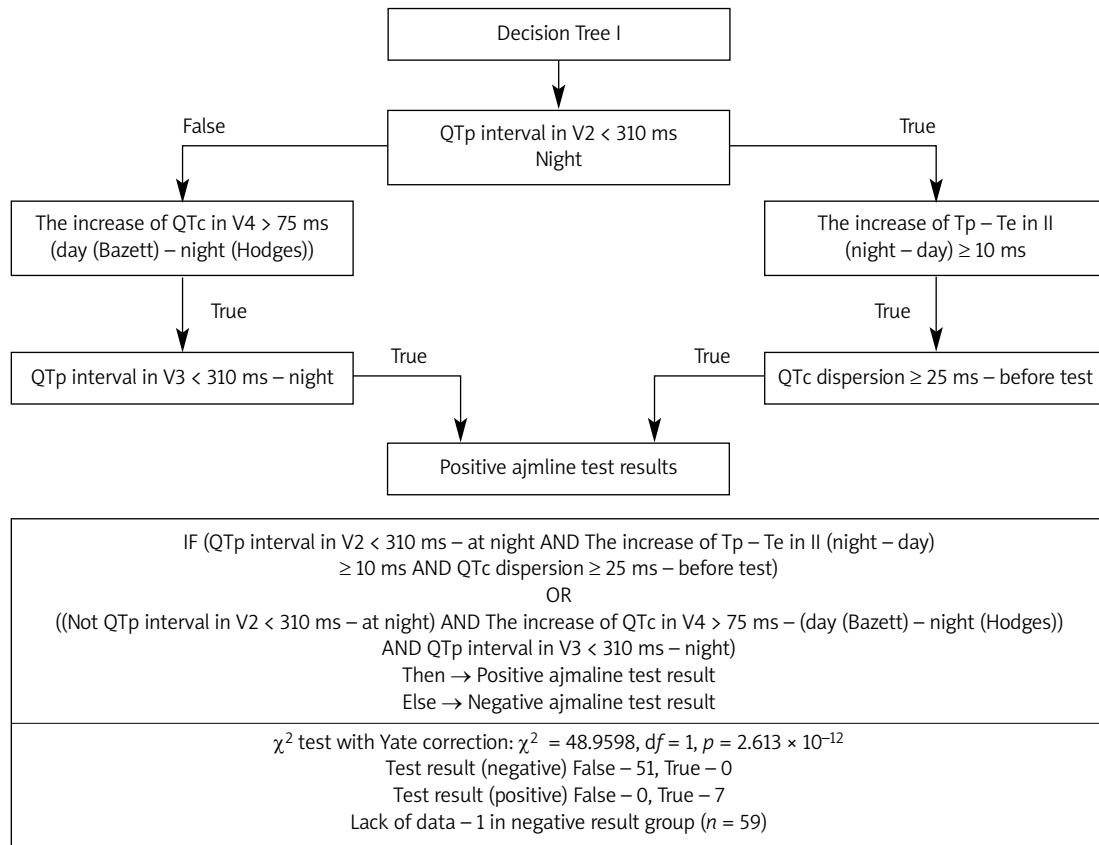 Decision Tree I
False
QTp interval in V2 < 310 ms
Night
True
The increase of QTc in V4 > 75 ms
(day (Bazett) – night (Hodges))
The increase of Tp – Te in II
(night – day) ≥ 10 ms
True
True
QTp interval in V3 < 310 ms – night
True
True
QTc dispersion ≥ 25 ms – before test
Positive ajmline test results
IF (QTp interval in V2 < 310 ms – at night AND The increase of Tp – Te in II (night – day)
≥ 10 ms AND QTc dispersion ≥ 25 ms – before test)
OR
((Not QTp interval in V2 < 310 ms – at night) AND The increase of QTc in V4 > 75 ms – (day (Bazett) – night (Hodges))
AND QTp interval in V3 < 310 ms – night)
Then → Positive ajmaline test result
Else → Negative ajmaline test result
χ² test with Yate correction: χ² = 48.9598, df = 1, p = 2.613 × 10⁻¹²
Test result (negative) False – 51, True – 0
Test result (positive) False – 0, True – 7
Lack of data – 1 in negative result group (n = 59)